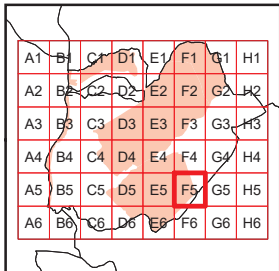 A1 B1 C1 D1 E1 F1 G1 H1
A2 B2 C2 D2 E2 F2 G2 H2
A3 B3 C3 D3 E3 F3 G3 H3
A4 B4 C4 D4 E4 F4 G4 H4
A5 B5 C5 D5 E5 F5 G5 H5
A6 B6 C6 D6 E6 F6 G6 H6